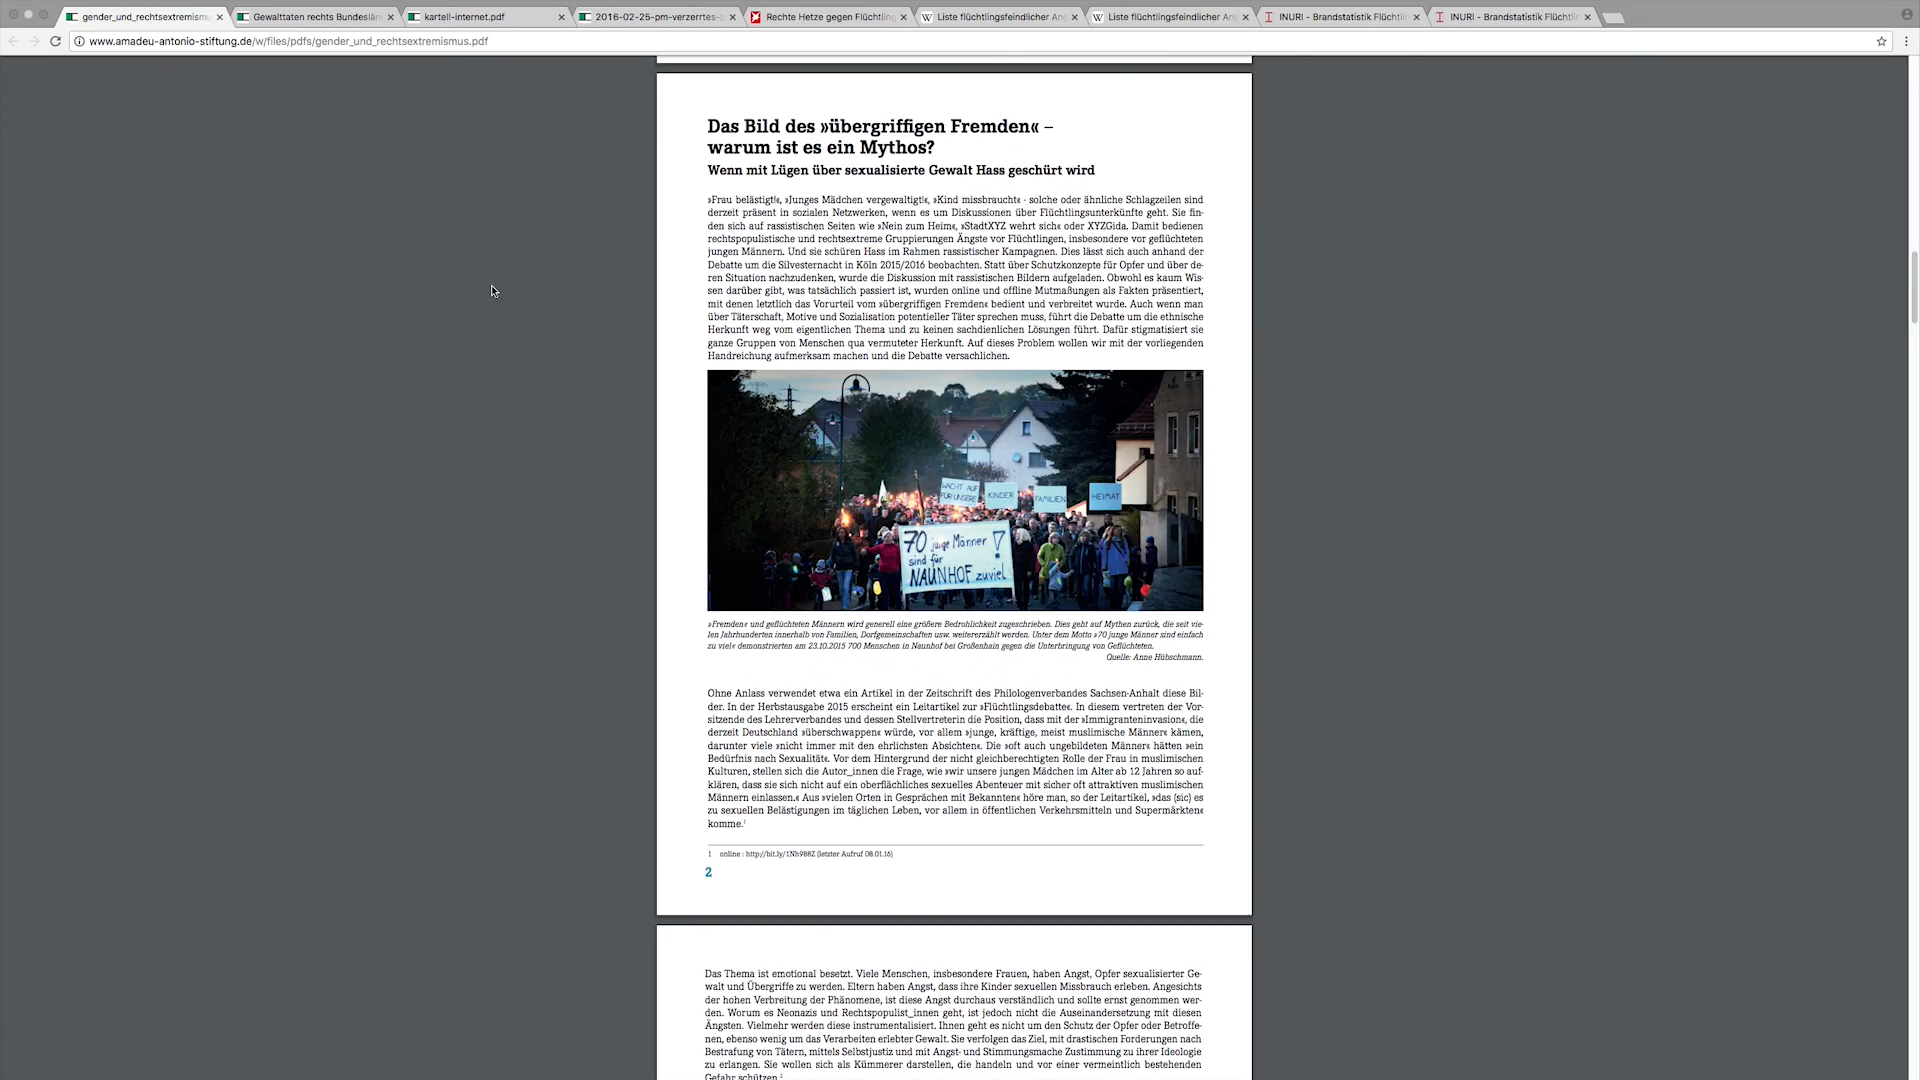 gender_und_rechtsextremismu
Gewalttaten rechts Bundeslän
kartell-internet.pdf
2016-02-25-pm-verzerrtes-b
Rechte Hetze gegen Flüchtling
Liste flüchtlingsfeindlicher An
Liste flüchtlingsfeindlicher An
INURI - Brandstatistik Flüchtlin
INURI - Brandstatistik Flüchtlin
www.amadeu-antonio-stiftung.de/w/files/pdfs/gender_und_rechtsextremismus.pdf
Das Bild des »übergriffigen Fremden« –
warum ist es ein Mythos?
Wenn mit Lügen über sexualisierte Gewalt Hass geschürt wird
»Frau belästigt!«, »Junges Mädchen vergewaltigt!«, »Kind missbraucht« - solche oder ähnliche Schlagzeilen sind
derzeit präsent in sozialen Netzwerken, wenn es um Diskussionen über Flüchtlingsunterkünfte geht. Sie fin-
den sich auf rassistischen Seiten wie »Nein zum Heim«, »StadtXYZ wehrt sich« oder XYZGida. Damit bedienen
rechtspopulistische und rechtsextreme Gruppierungen Ängste vor Flüchtlingen, insbesondere vor geflüchteten
jungen Männern. Und sie schüren Hass im Rahmen rassistischer Kampagnen. Dies lässt sich auch anhand der
Debatte um die Silvesternacht in Köln 2015/2016 beobachten. Statt über Schutzkonzepte für Opfer und über de-
ren Situation nachzudenken, wurde die Diskussion mit rassistischen Bildern aufgeladen. Obwohl es kaum Wis-
sen darüber gibt, was tatsächlich passiert ist, wurden online und offline Mutmaßungen als Fakten präsentiert,
mit denen letztlich das Vorurteil vom »übergriffigen Fremden« bedient und verbreitet wurde. Auch wenn man
über Täterschaft, Motive und Sozialisation potentieller Täter sprechen muss, führt die Debatte um die ethnische
Herkunft weg vom eigentlichen Thema und zu keinen sachdienlichen Lösungen führt. Dafür stigmatisiert sie
ganze Gruppen von Menschen qua vermuteter Herkunft. Auf dieses Problem wollen wir mit der vorliegenden
Handreichung aufmerksam machen und die Debatte versachlichen.
WACHT AUF
FÜR UNSERE
KINDER
FAMILIEN
HEIMAT
70 junge Männer !
sind für
NAUNHOF zuviel
»Fremden« und geflüchteten Männern wird generell eine größere Bedrohlichkeit zugeschrieben. Dies geht auf Mythen zurück, die seit vie-
len Jahrhunderten innerhalb von Familien, Dorfgemeinschaften usw. weitererzählt werden. Unter dem Motto »70 junge Männer sind einfach
zu viel« demonstrierten am 23.10.2015 700 Menschen in Naunhof bei Großenhain gegen die Unterbringung von Geflüchteten.
Quelle: Anne Hübschmann.
Ohne Anlass verwendet etwa ein Artikel in der Zeitschrift des Philologenverbandes Sachsen-Anhalt diese Bil-
der. In der Herbstausgabe 2015 erscheint ein Leitartikel zur »Flüchtlingsdebatte«. In diesem vertreten der Vor-
sitzende des Lehrerverbandes und dessen Stellvertreterin die Position, dass mit der »Immigranteninvasion«, die
derzeit Deutschland »überschwappen« würde, vor allem »junge, kräftige, meist muslimische Männer« kämen,
darunter viele »nicht immer mit den ehrlichsten Absichten«. Die »oft auch ungebildeten Männer« hätten »ein
Bedürfnis nach Sexualität«. Vor dem Hintergrund der nicht gleichberechtigten Rolle der Frau in muslimischen
Kulturen, stellen sich die Autor_innen die Frage, wie »wir unsere jungen Mädchen im Alter ab 12 Jahren so auf-
klären, dass sie sich nicht auf ein oberflächliches sexuelles Abenteuer mit sicher oft attraktiven muslimischen
Männern einlassen.« Aus »vielen Orten in Gesprächen mit Bekannten« höre man, so der Leitartikel, »das (sic) es
zu sexuellen Belästigungen im täglichen Leben, vor allem in öffentlichen Verkehrsmitteln und Supermärkten«
komme.1
1 online : http://bit.ly/1Nh988Z (letzter Aufruf 08.01.16)
2
Das Thema ist emotional besetzt. Viele Menschen, insbesondere Frauen, haben Angst, Opfer sexualisierter Ge-
walt und Übergriffe zu werden. Eltern haben Angst, dass ihre Kinder sexuellen Missbrauch erleben. Angesichts
der hohen Verbreitung der Phänomene, ist diese Angst durchaus verständlich und sollte ernst genommen wer-
den. Worum es Neonazis und Rechtspopulist_innen geht, ist jedoch nicht die Auseinandersetzung mit diesen
Ängsten. Vielmehr werden diese instrumentalisiert. Ihnen geht es nicht um den Schutz der Opfer oder Betroffe-
nen, ebenso wenig um das Verarbeiten erlebter Gewalt. Sie verfolgen das Ziel, mit drastischen Forderungen nach
Bestrafung von Tätern, mittels Selbstjustiz und mit Angst- und Stimmungsmache Zustimmung zu ihrer Ideologie
zu erlangen. Sie wollen sich als Kümmerer darstellen, die handeln und vor einer vermeintlich bestehenden
Gefahr schützen.2